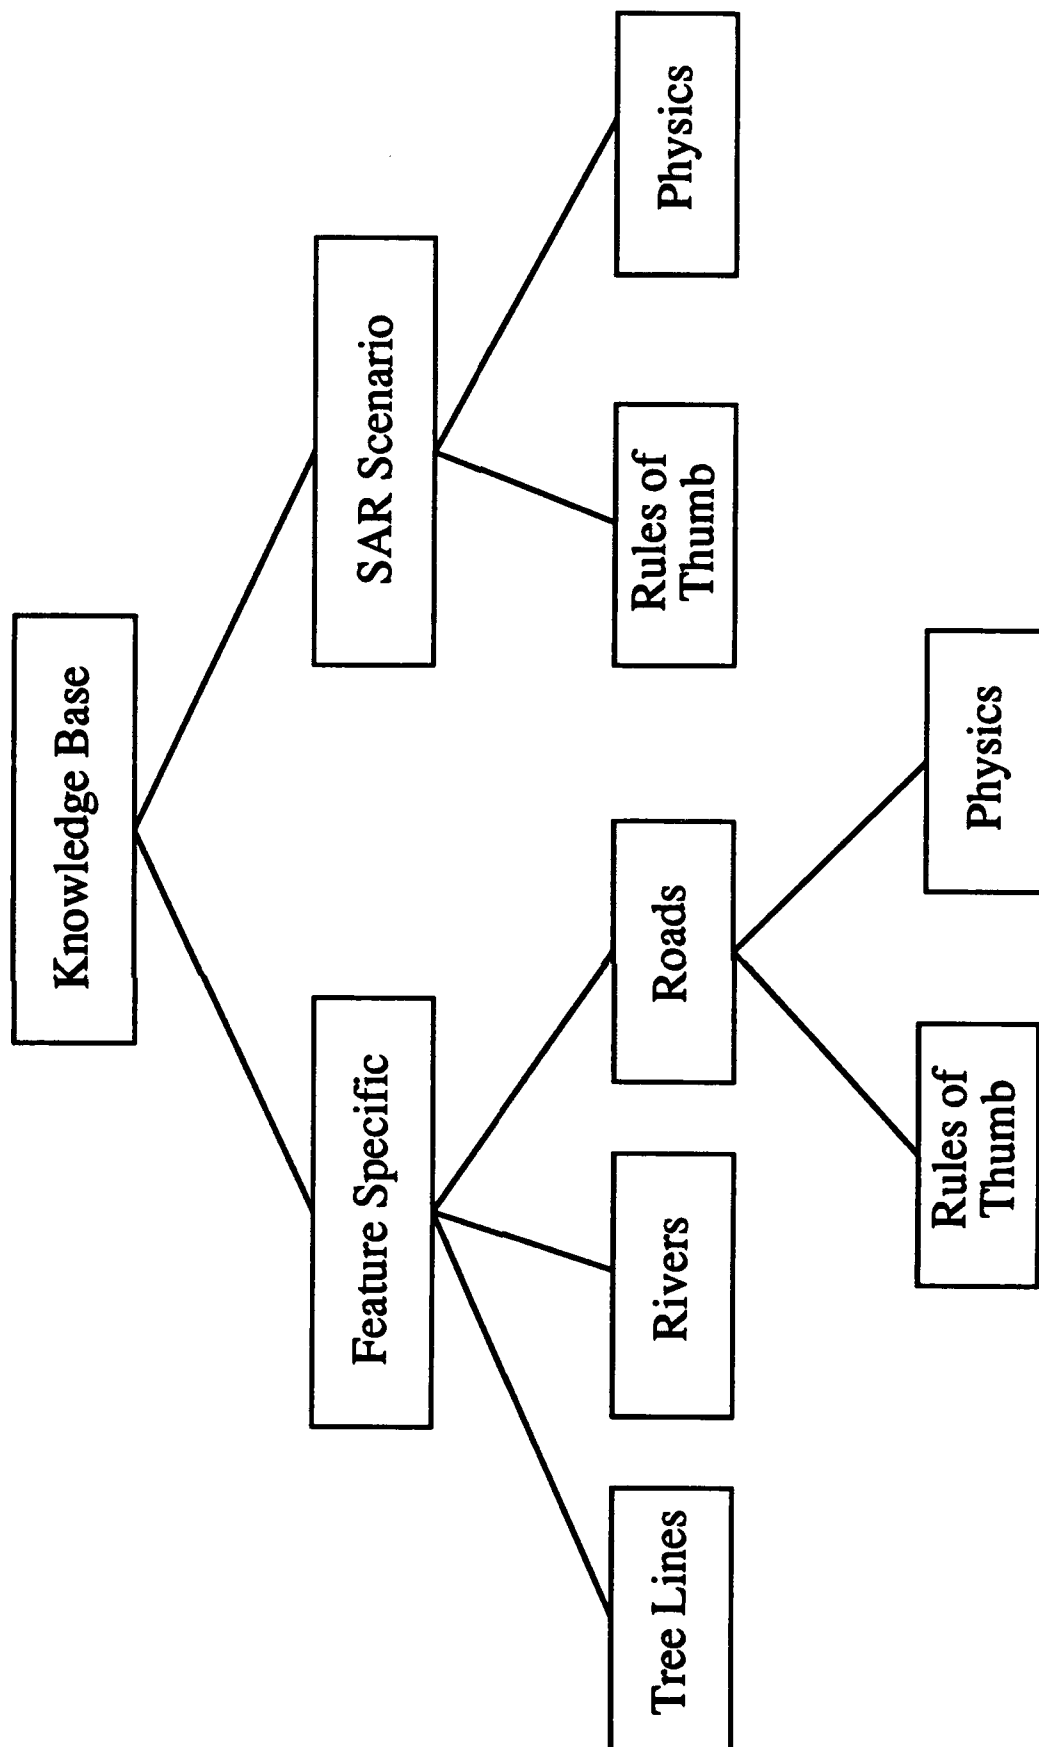 Knowledge Base
Feature Specific
SAR Scenario
Tree Lines
Rivers
Roads
Rules of
Thumb
Physics
Rules of
Thumb
Physics